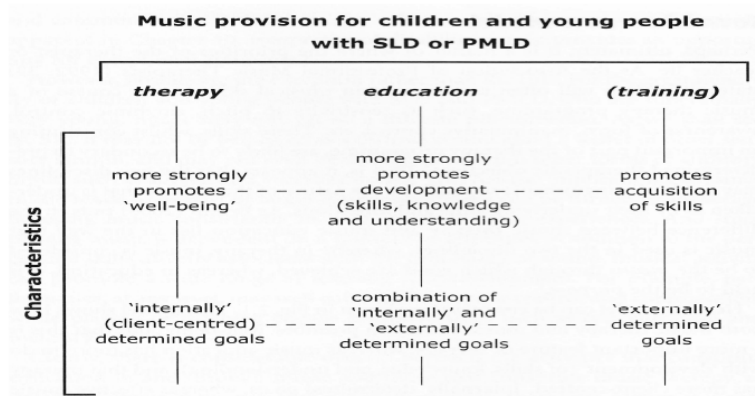 Music provision for children and young people
with SLD or PMLD
therapy
education
(training)
Characteristics
more strongly
promotes
'well-being'
more strongly
promotes
development
(skills, knowledge
and understanding)
promotes
acquisition
of skills
'internally'
(client-centred)
determined goals
combination of
'internally' and
'externally'
determined goals
'externally'
determined
goals